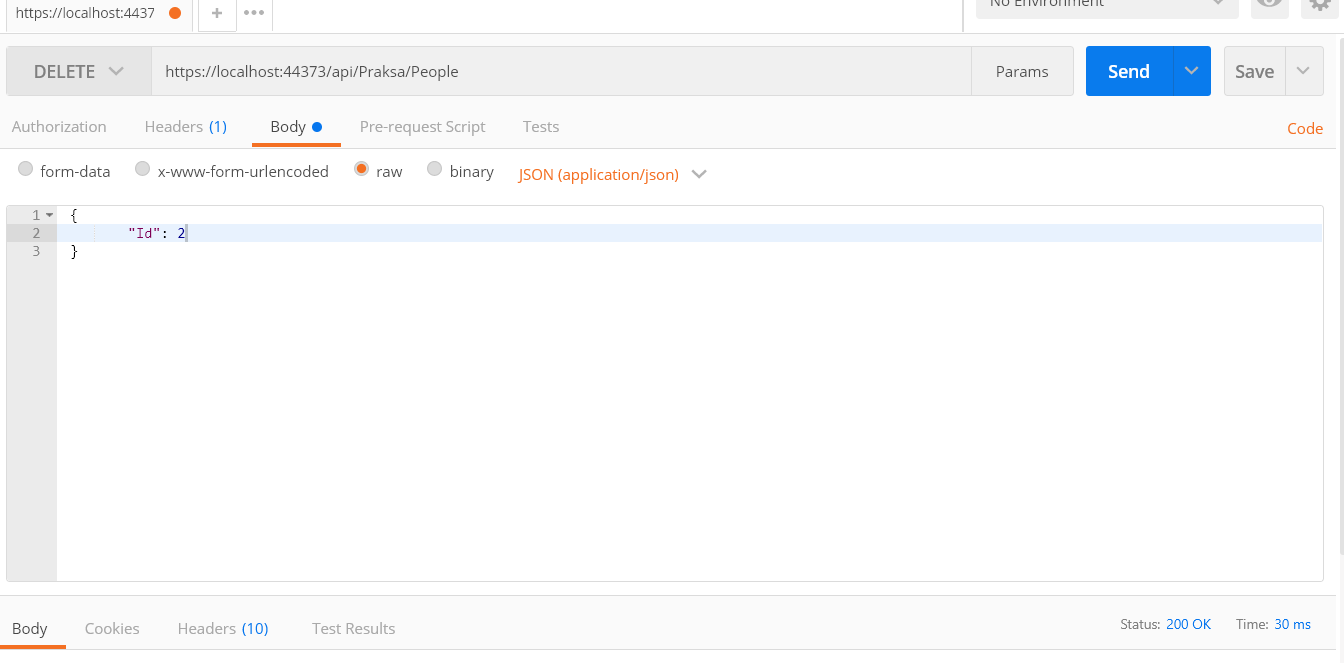 https://localhost:4437
No Environment
DELETE https://localhost:44373/api/Praksa/People Params Send Save
Authorization Headers (1) Body Pre-request Script Tests Code
form-data x-www-form-urlencoded raw binary JSON (application/json)
1 {
2 "Id": 2
3 }
Body Cookies Headers (10) Test Results Status: 200 OK Time: 30 ms